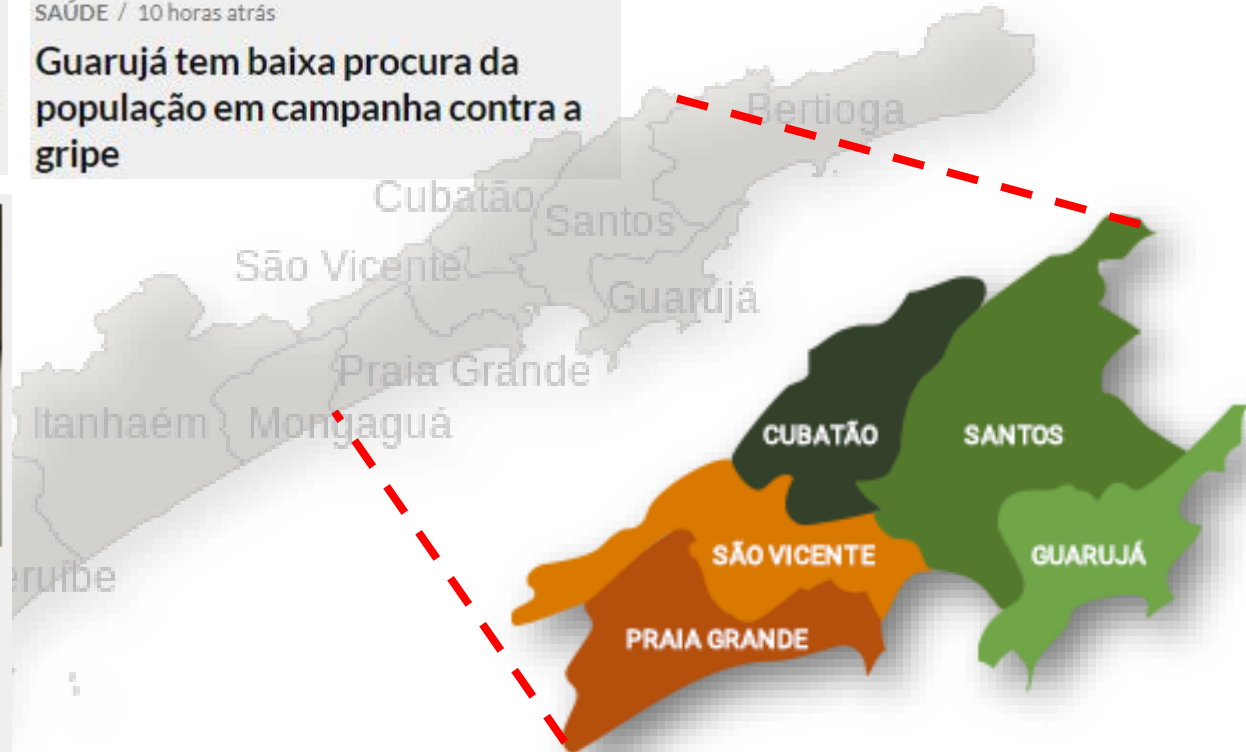 SAÚDE / 10 horas atrás
Guarujá tem baixa procura da
população em campanha contra a
gripe
Bertioga
Cubatão
Santos
São Vicente
Guarujá
Praia Grande
Itanhaém
Mongaguá
eruíbe
CUBATÃO
SANTOS
SÃO VICENTE
GUARUJÁ
PRAIA GRANDE